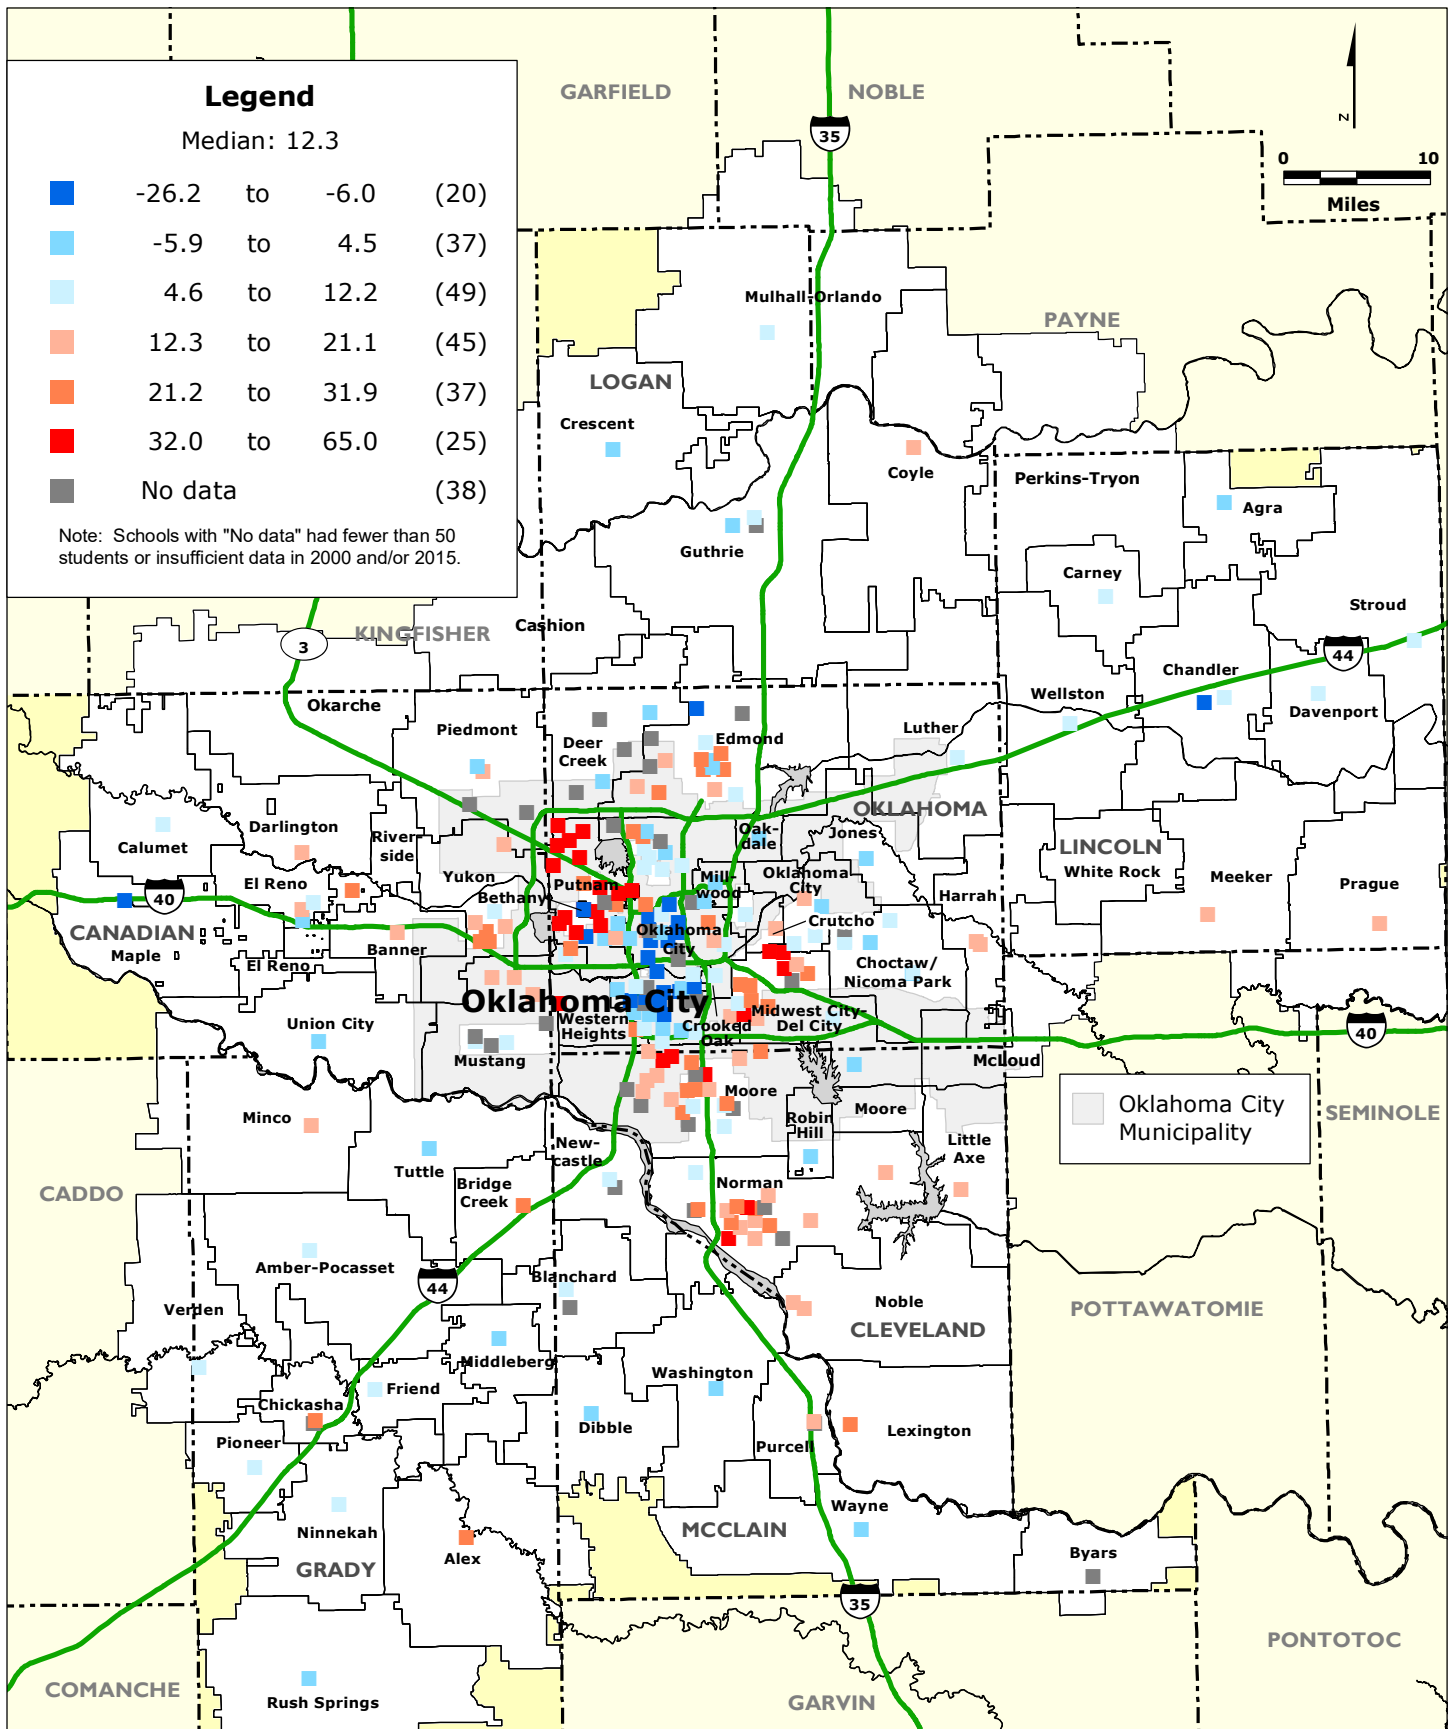 Legend
Median: 12.3
-26.2 to -6.0 (20)
-5.9 to 4.5 (37)
4.6 to 12.2 (49)
12.3 to 21.1 (45)
21.2 to 31.9 (37)
32.0 to 65.0 (25)
No data (38)
Note: Schools with "No data" had fewer than 50
students or insufficient data in 2000 and/or 2015.
GARFIELD
NOBLE
35
N
0 10
Miles
Mulhall-Orlando
PAYNE
LOGAN
Crescent
Coyle
Perkins-Tryon
Agra
Guthrie
Carney
Stroud
KINGFISHER
Cashion
3
44
Chandler
Wellston
Okarche
Davenport
Piedmont
Luther
Deer
Creek
Edmond
OKLAHOMA
Darlington
River-
side
Oak-
dale
Jones
Calumet
LINCOLN
White Rock
Meeker
Prague
El Reno
Yukon
Bethany
Putnam
Mill-
wood
Oklahoma
City
Harrah
40
CANADIAN
Maple
Banner
El Reno
Oklahoma
City
Crutcho
Choctaw/
Nicoma Park
Oklahoma City
Union City
Western
Heights
Crooked
Oak
Midwest City-
Del City
40
Mustang
McLoud
Oklahoma City
Municipality
SEMINOLE
Minco
Moore
Robin
Hill
Moore
Little
Axe
New-
castle
Tuttle
CADDO
Bridge
Creek
Norman
Amber-Pocasset
44
Blanchard
Verden
Noble
CLEVELAND
POTTAWATOMIE
Middleberg
Washington
Friend
Chickasha
Dibble
Lexington
Pioneer
Purcell
Wayne
Ninnekah
MCCLAIN
Alex
GRADY
Byars
35
PONTOTOC
COMANCHE
Rush Springs
GARVIN